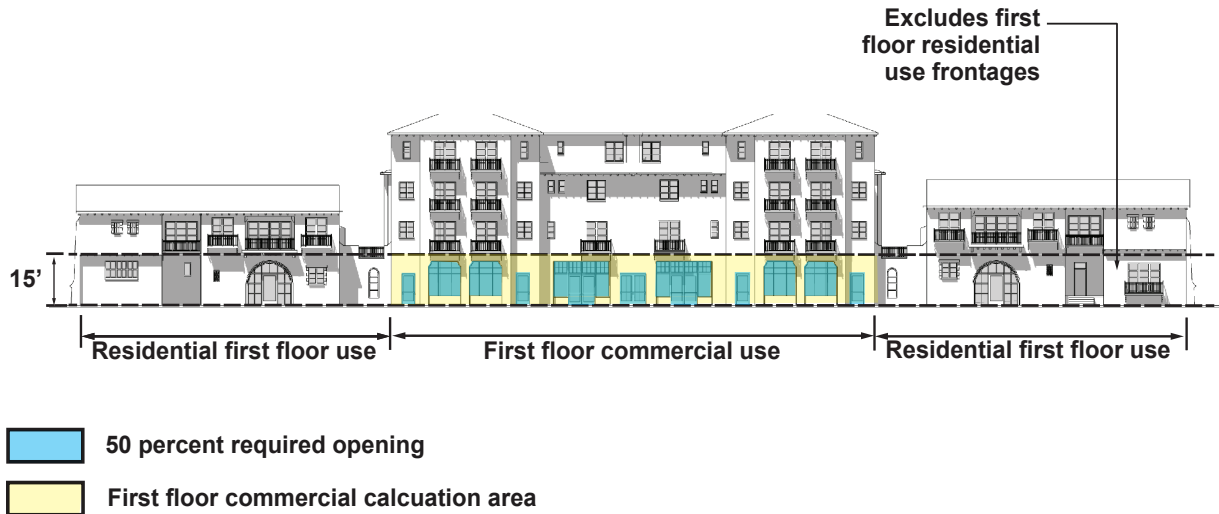 Excludes first
floor residential
use frontages
15’
Residential first floor use
First floor commercial use
Residential first floor use
50 percent required opening
First floor commercial calcuation area